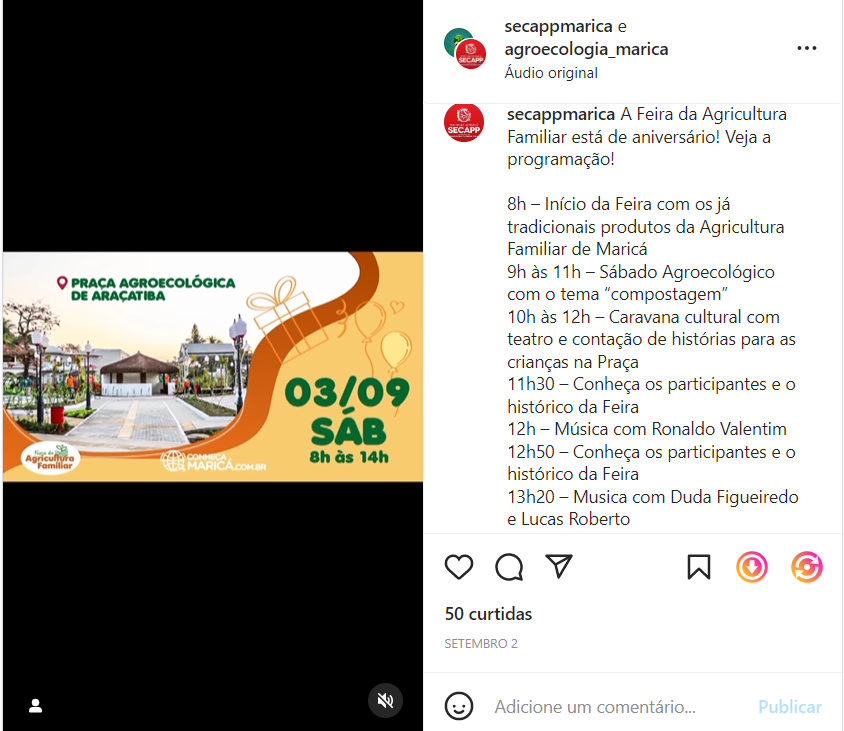 PRAÇA AGROECOLÓGICA
DE ARAÇATIBA
03/09
SÁB
8h às 14h
Feira da
Agricultura
Familiar
CONHEÇA
MARICÁ.COM.BR
secappmarica e
agroecologia_marica
Áudio original
SECAPP
SECAPP
secappmarica A Feira da Agricultura
Familiar está de aniversário! Veja a
programação!
8h – Início da Feira com os já
tradicionais produtos da Agricultura
Familiar de Maricá
9h às 11h – Sábado Agroecológico
com o tema “compostagem”
10h às 12h – Caravana cultural com
teatro e contação de histórias para as
crianças na Praça
11h30 – Conheça os participantes e o
histórico da Feira
12h – Música com Ronaldo Valentim
12h50 – Conheça os participantes e o
histórico da Feira
13h20 – Musica com Duda Figueiredo
e Lucas Roberto
50 curtidas
SETEMBRO 2
Adicione um comentário...
Publicar